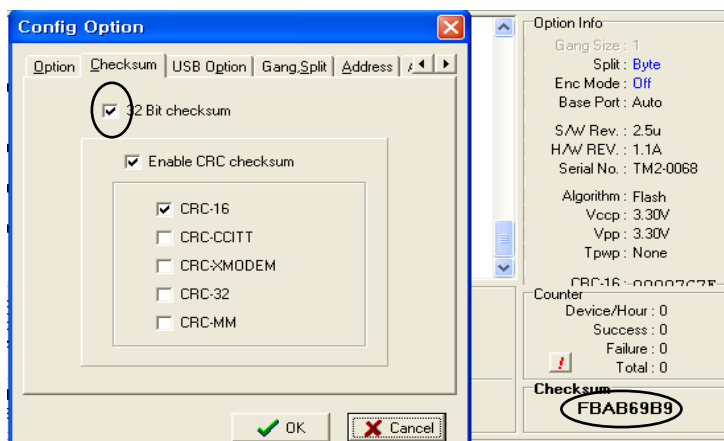 Config Option
Option Checksum USB Option Gang,Split Address
32 Bit checksum
Enable CRC checksum
CRC-16
CRC-CCITT
CRC-XMODEM
CRC-32
CRC-MM
OK Cancel
Option Info
Gang Size : 1
Split : Byte
Enc Mode : Off
Base Port : Auto
S/W Rev. : 2.5u
H/W REV. : 1.1A
Serial No. : TM2-0068
Algorithm : Flash
Vccp : 3.30V
Vpp : 3.30V
Tpwp : None
CRC-16 :
Counter
Device/Hour : 0
Success : 0
Failure : 0
! Total : 0
Checksum
FBAB69B9